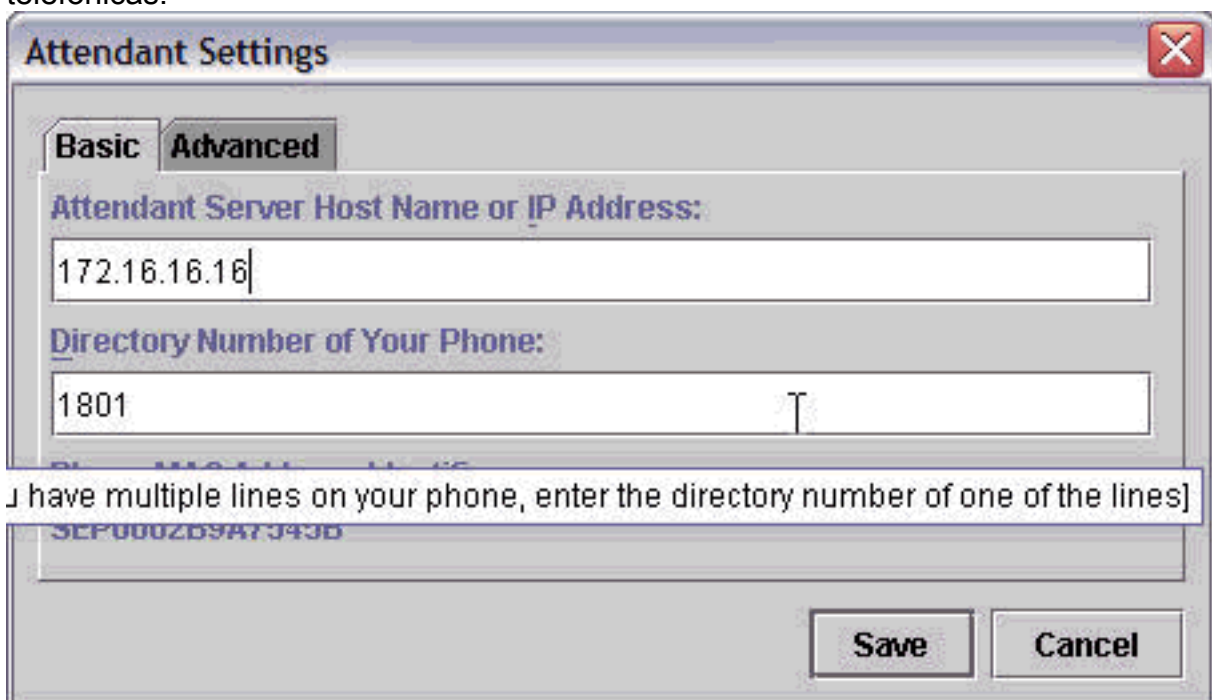 telefónicas.
Attendant Settings
Basic Advanced
Attendant Server Host Name or IP Address:
172.16.16.16
Directory Number of Your Phone:
1801
have multiple lines on your phone, enter the directory number of one of the lines]
Save Cancel